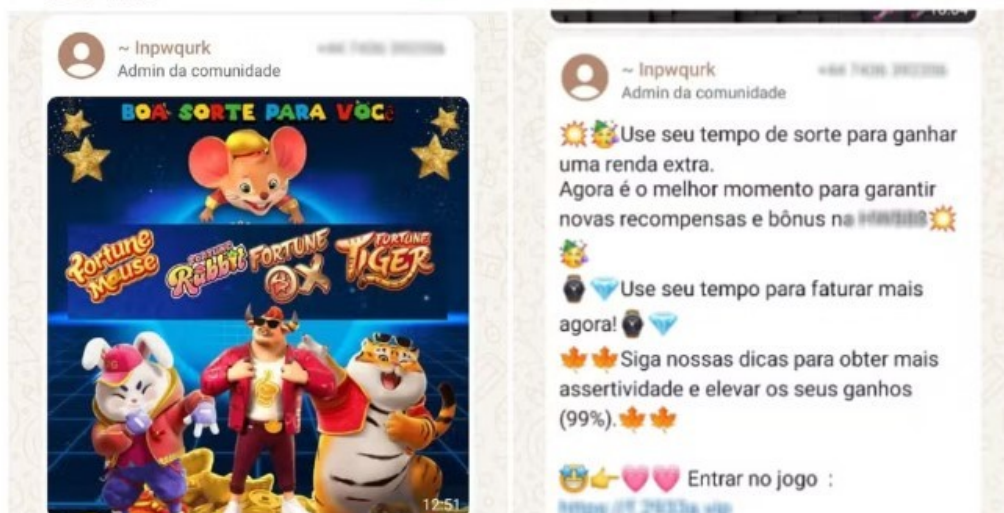 ~ Inpwqurk
Admin da comunidade
BOA SORTE PARA VOCÊ
Fortune Mouse
FORTUNE Rabbit
FORTUNE OX
FORTUNE TIGER
12:51
~ Inpwqurk
Admin da comunidade
💥🥳Use seu tempo de sorte para ganhar
uma renda extra.
Agora é o melhor momento para garantir
novas recompensas e bônus na 💥
🥳
⌚💎Use seu tempo para faturar mais
agora!⌚💎
🍁🍁Siga nossas dicas para obter mais
assertividade e elevar os seus ganhos
(99%).🍁🍁
🤩👉💗💗 Entrar no jogo :